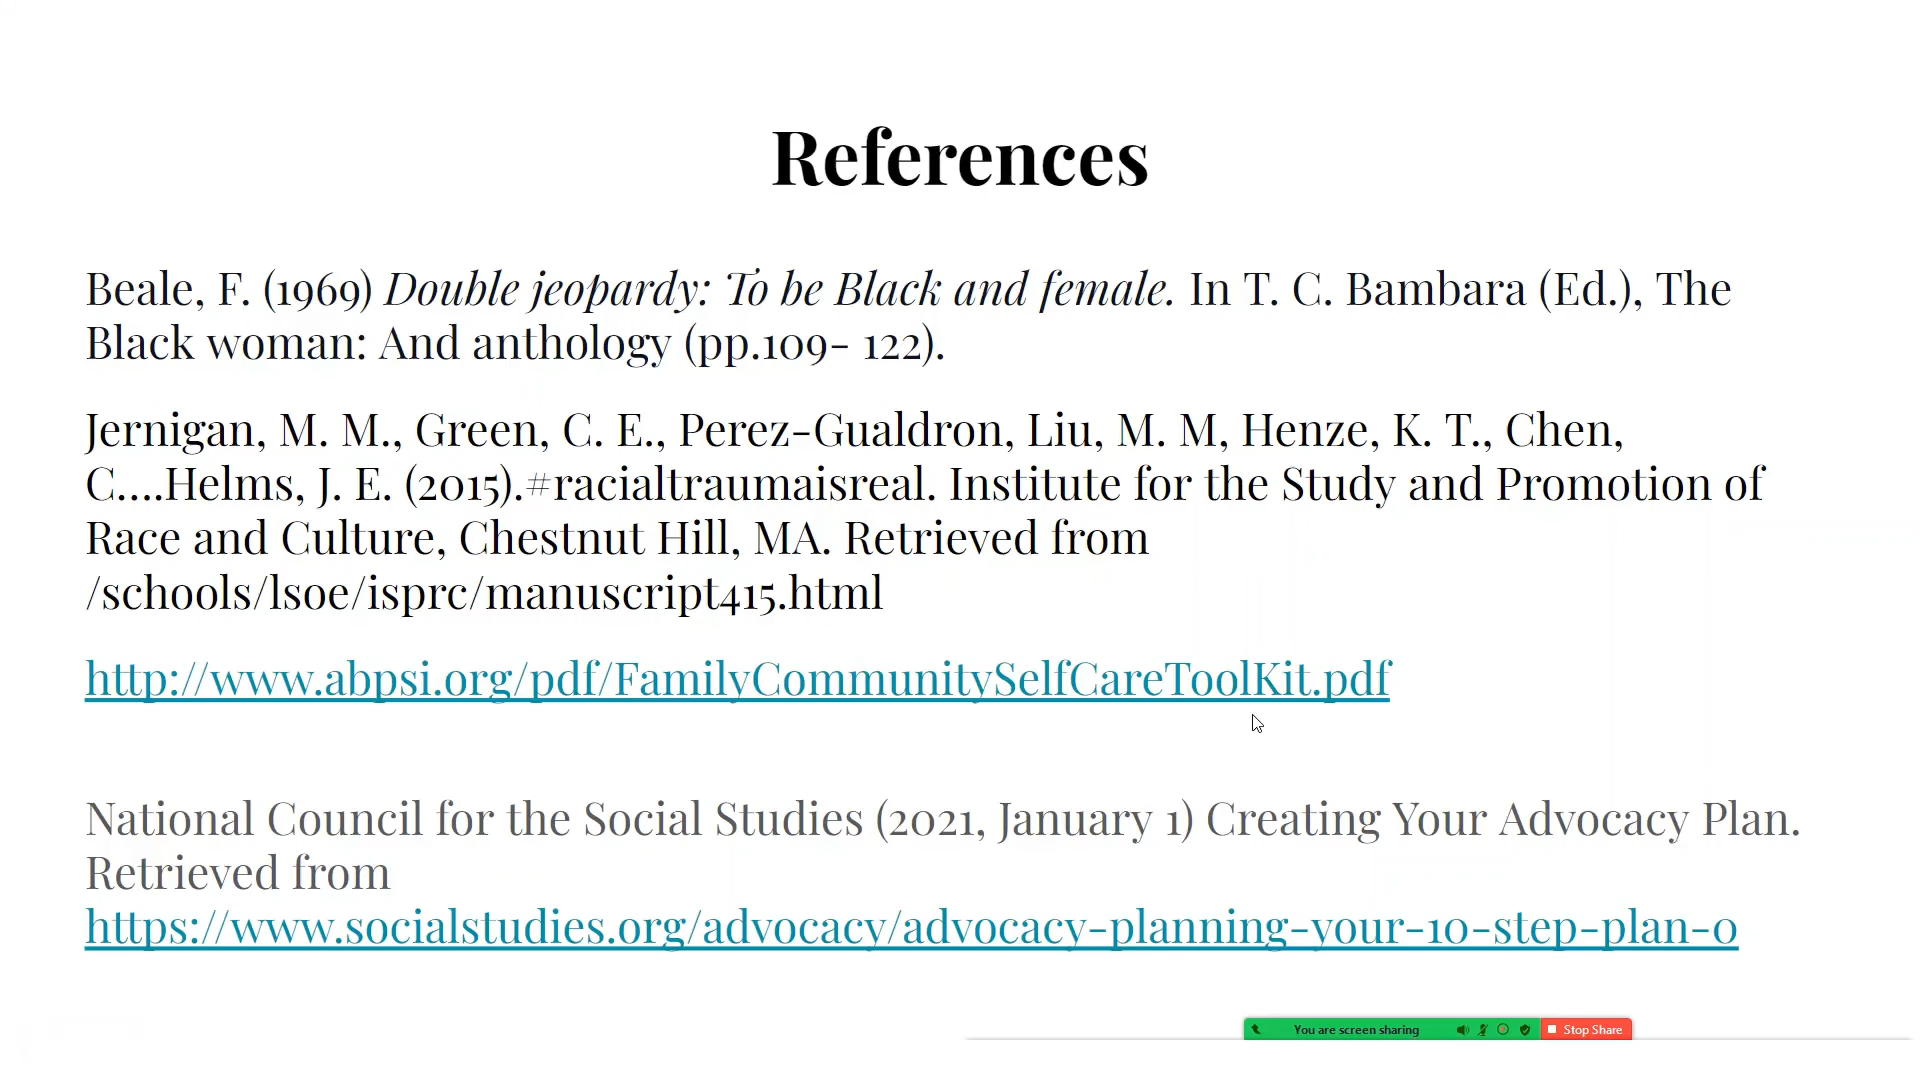 References
Beale, F. (1969) Double jeopardy: To be Black and female. In T. C. Bambara (Ed.), The
Black woman: And anthology (pp.109- 122).
Jernigan, M. M., Green, C. E., Perez-Gualdron, Liu, M. M, Henze, K. T., Chen,
C....Helms, J. E. (2015).#racialtraumaisreal. Institute for the Study and Promotion of
Race and Culture, Chestnut Hill, MA. Retrieved from
/schools/lsoe/isprc/manuscript415.html
http://www.abpsi.org/pdf/FamilyCommunitySelfCareToolKit.pdf
National Council for the Social Studies (2021, January 1) Creating Your Advocacy Plan.
Retrieved from
https://www.socialstudies.org/advocacy/advocacy-planning-your-10-step-plan-0
You are screen sharing Stop Share